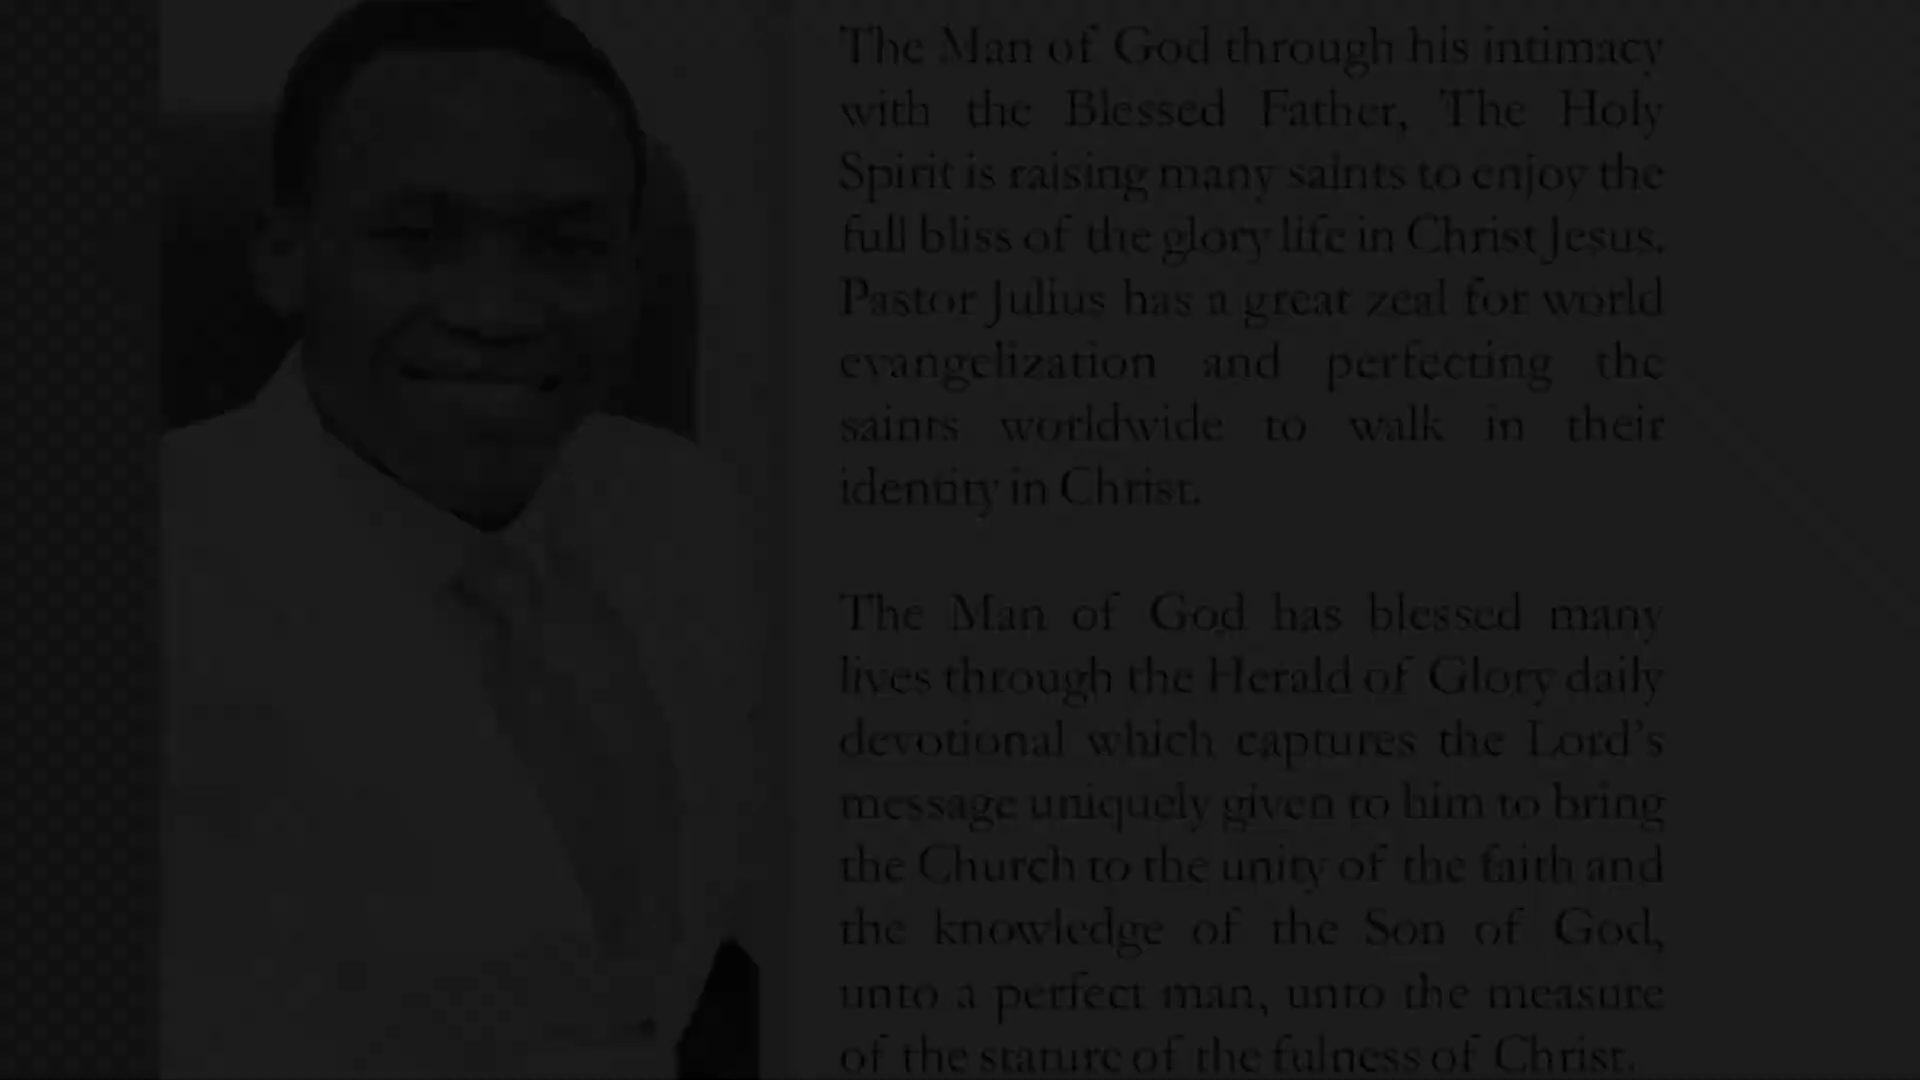 The Man of God through his intimacy
with the Blessed Father, The Holy
Spirit is raising many saints to enjoy the
full bliss of the glory life in Christ Jesus.
Pastor Julius has a great zeal for world
evangelization and perfecting the
saints worldwide to walk in their
identity in Christ.
The Man of God has blessed many
lives through the Herald of Glory daily
devotional which captures the Lord's
message uniquely given to him to bring
the Church to the unity of the faith and
the knowledge of the Son of God,
unto a perfect man, unto the measure
of the stature of the fulness of Christ.